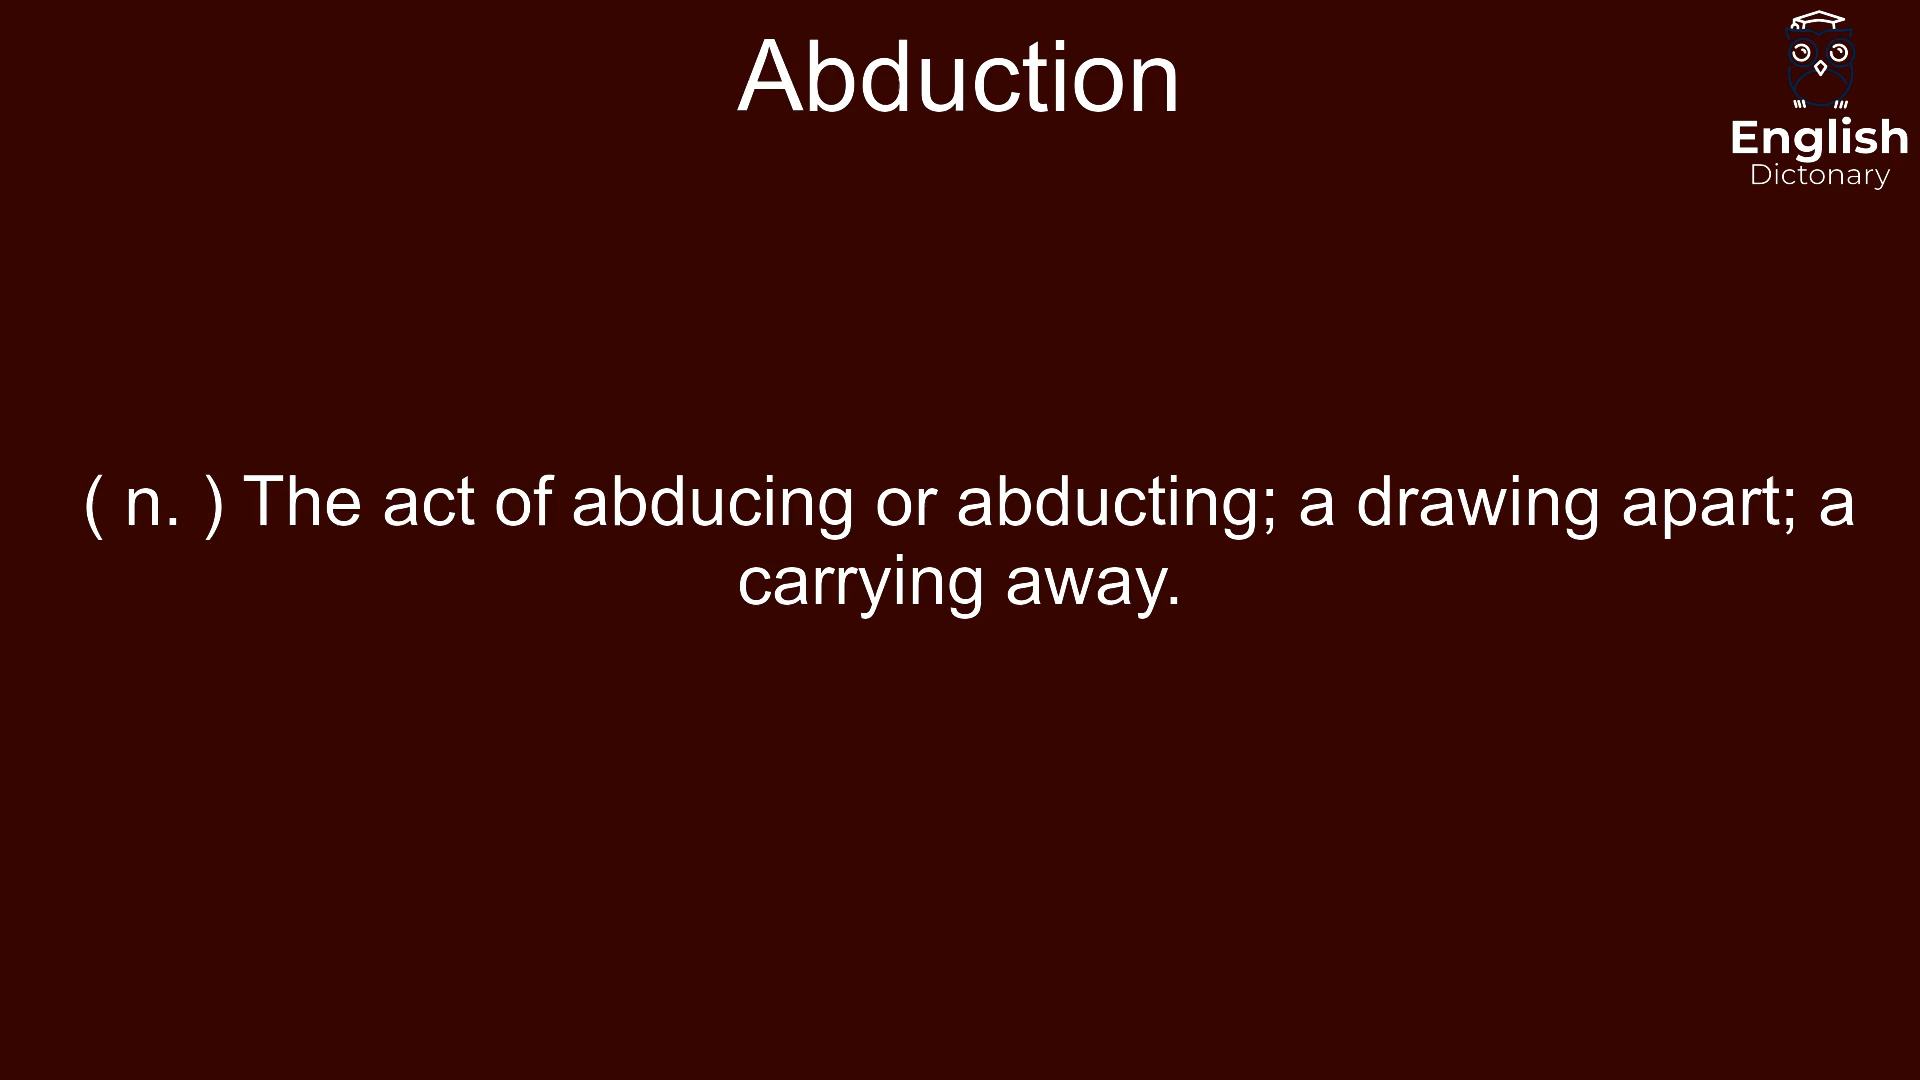 Abduction
English
Dictonary
( n. ) The act of abducing or abducting; a drawing apart; a
carrying away.